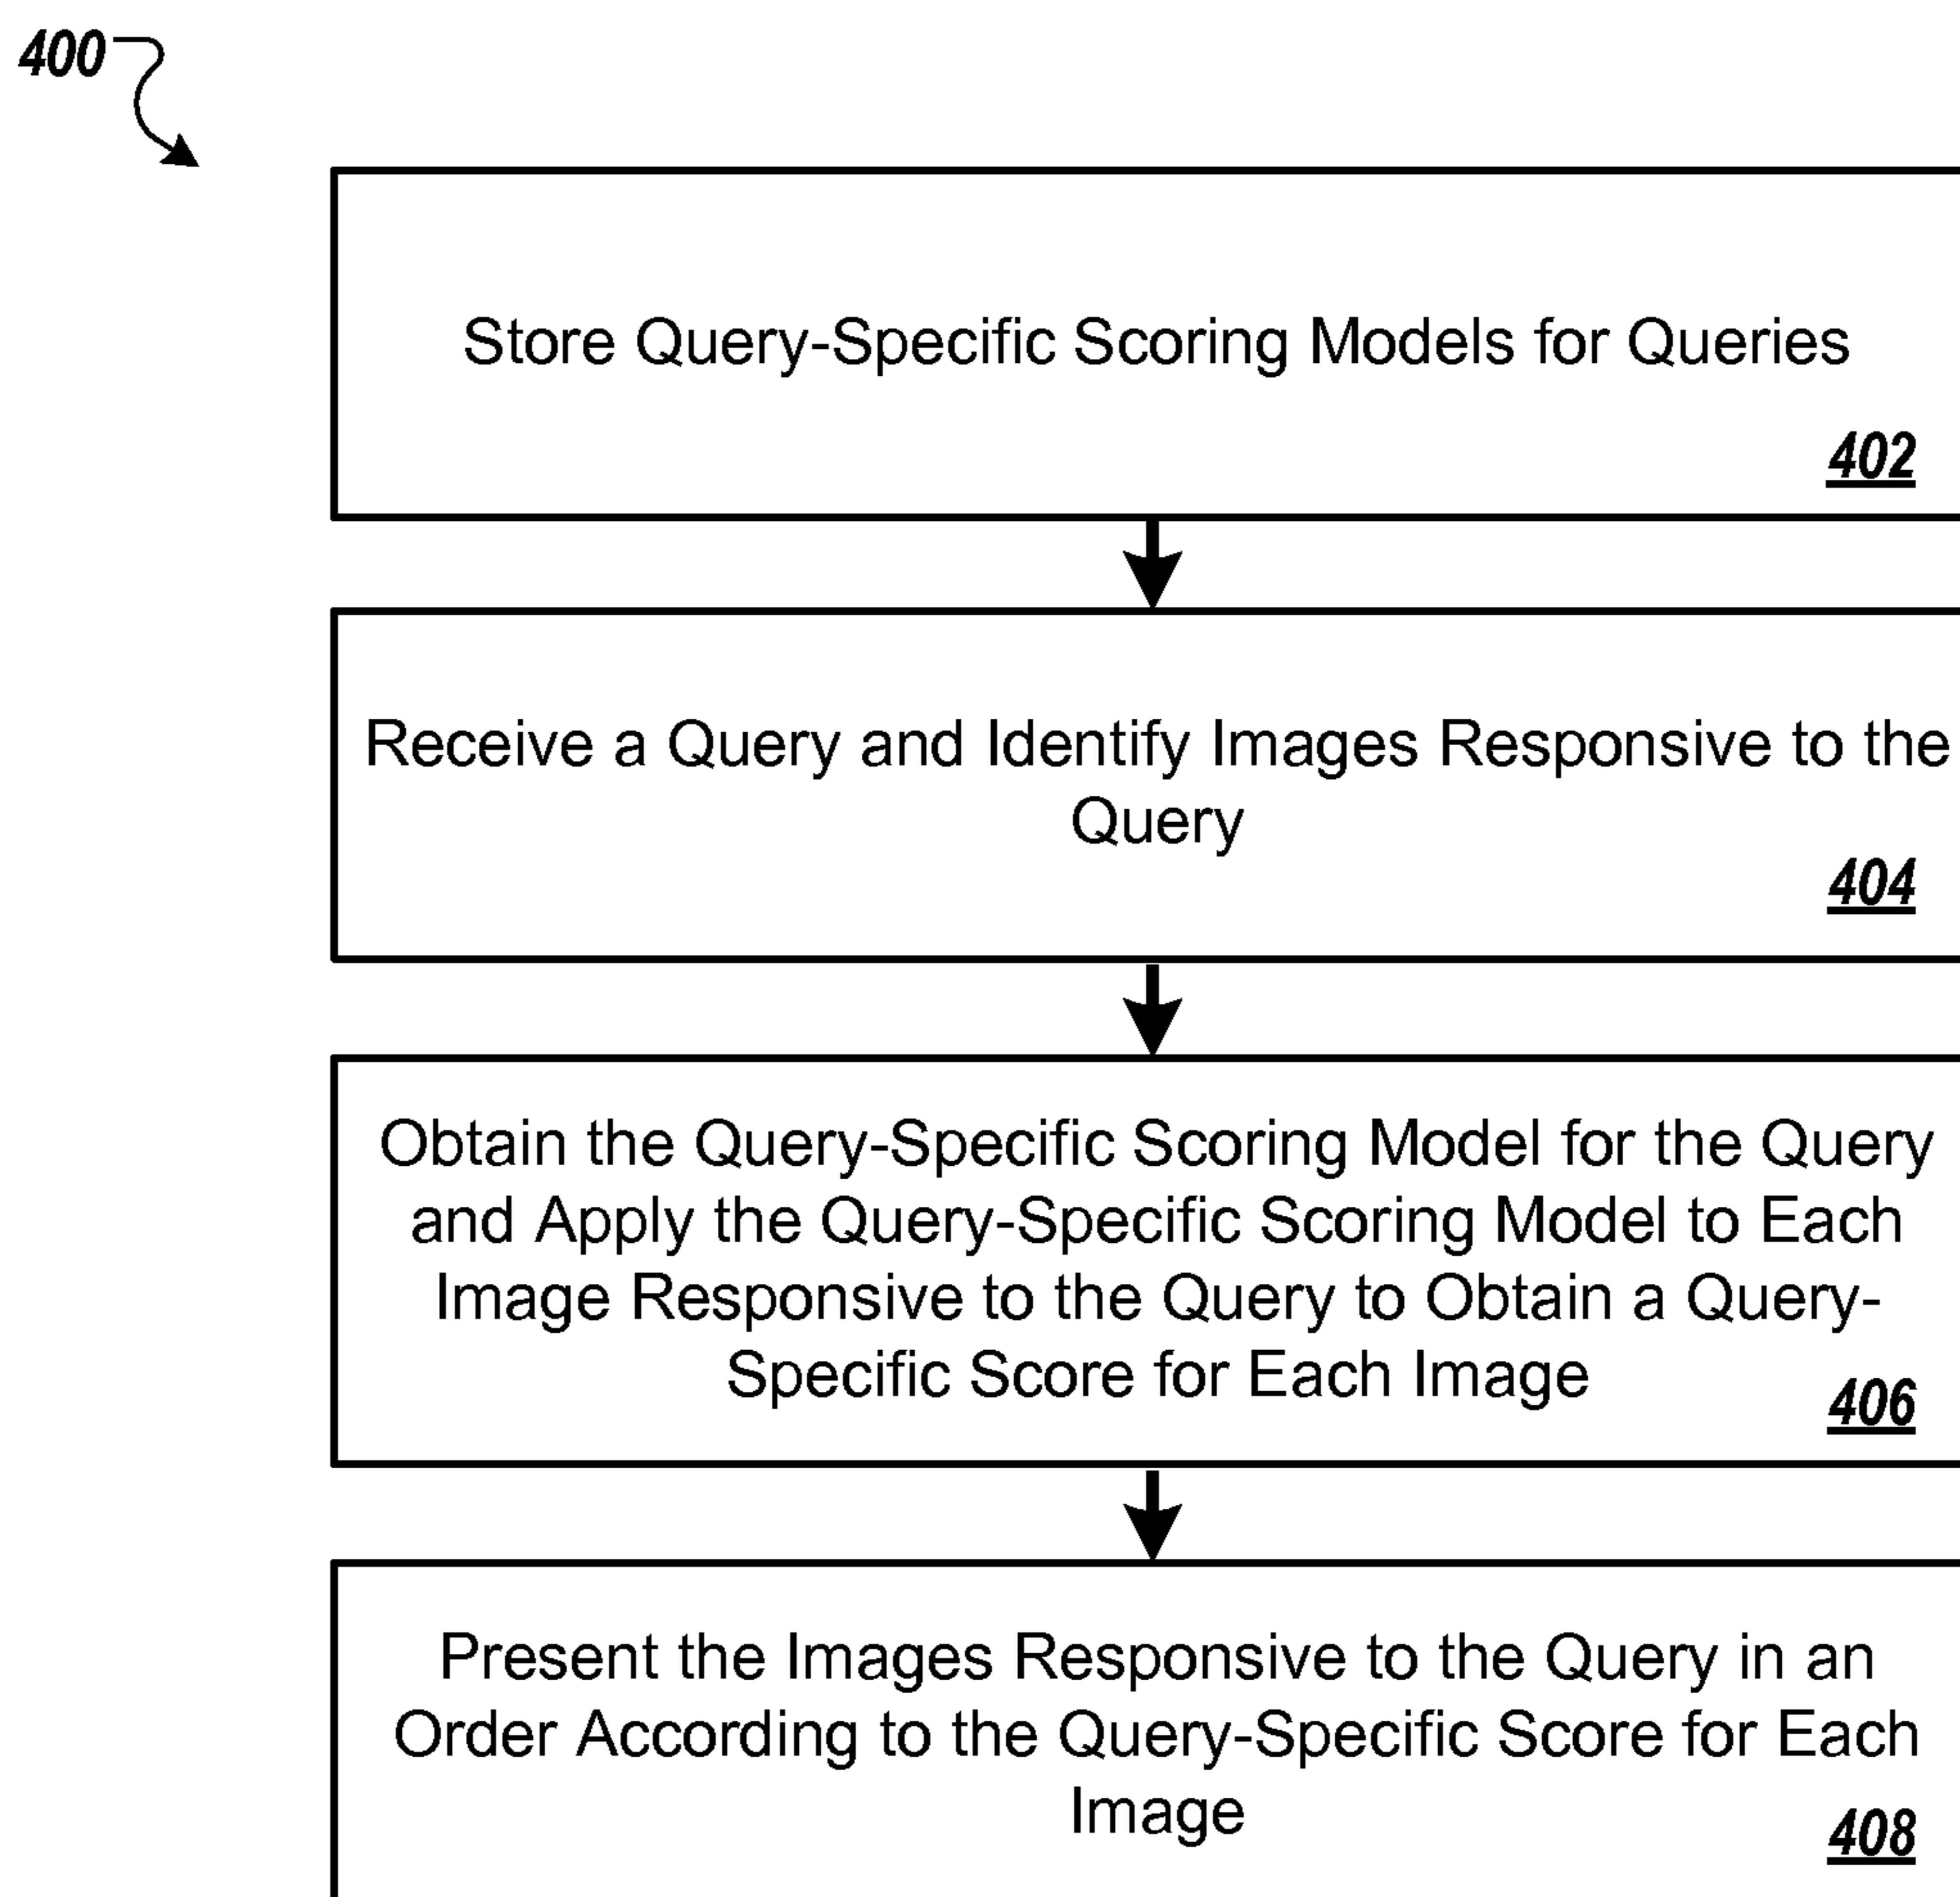 400
Store Query-Specific Scoring Models for Queries
402
Receive a Query and Identify Images Responsive to the
Query
404
Obtain the Query-Specific Scoring Model for the Query
and Apply the Query-Specific Scoring Model to Each
Image Responsive to the Query to Obtain a Query-
Specific Score for Each Image
406
Present the Images Responsive to the Query in an
Order According to the Query-Specific Score for Each
Image
408